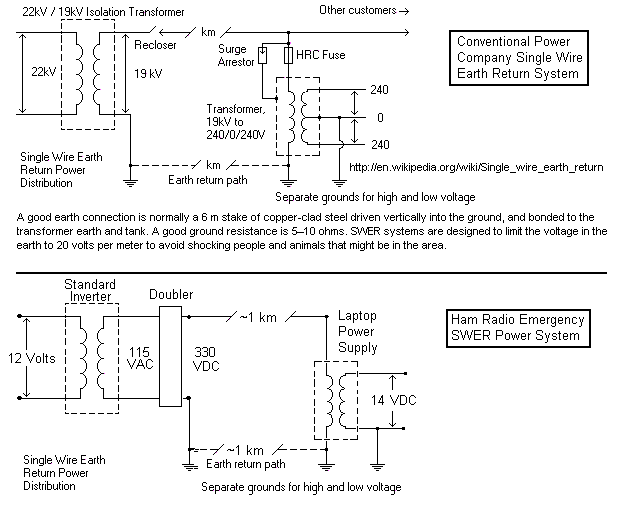 22kV / 19kV Isolation Transformer
Other customers →
Recloser
km
Surge
Arrestor
HRC Fuse
Conventional Power
Company Single Wire
Earth Return System
22kV
19 kV
240
0
240
Transformer,
19kV to
240/0/240V
Single Wire Earth
Return Power
Distribution
km
Earth return path
http://en.wikipedia.org/wiki/Single_wire_earth_return
Separate grounds for high and low voltage
A good earth connection is normally a 6 m stake of copper-clad steel driven vertically into the ground, and bonded to the
transformer earth and tank. A good ground resistance is 5–10 ohms. SWER systems are designed to limit the voltage in the
earth to 20 volts per meter to avoid shocking people and animals that might be in the area.
Standard
Inverter
Doubler
~1 km
Laptop
Power
Supply
Ham Radio Emergency
SWER Power System
12 Volts
115
VAC
330
VDC
14 VDC
~1 km
Earth return path
Single Wire Earth
Return Power
Distribution
Separate grounds for high and low voltage